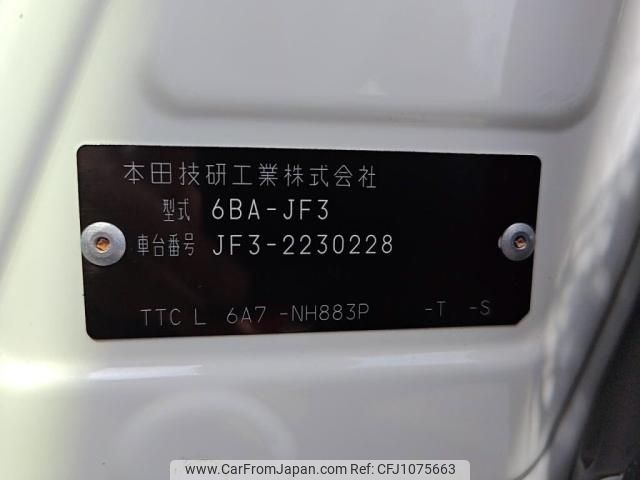 本田技研工業株式会社
型式 6BA-JF3
車台番号 JF3-2230228
TTC L 6A7 -NH883P -T -S
www.CarFromJapan.com - CFJ1075663